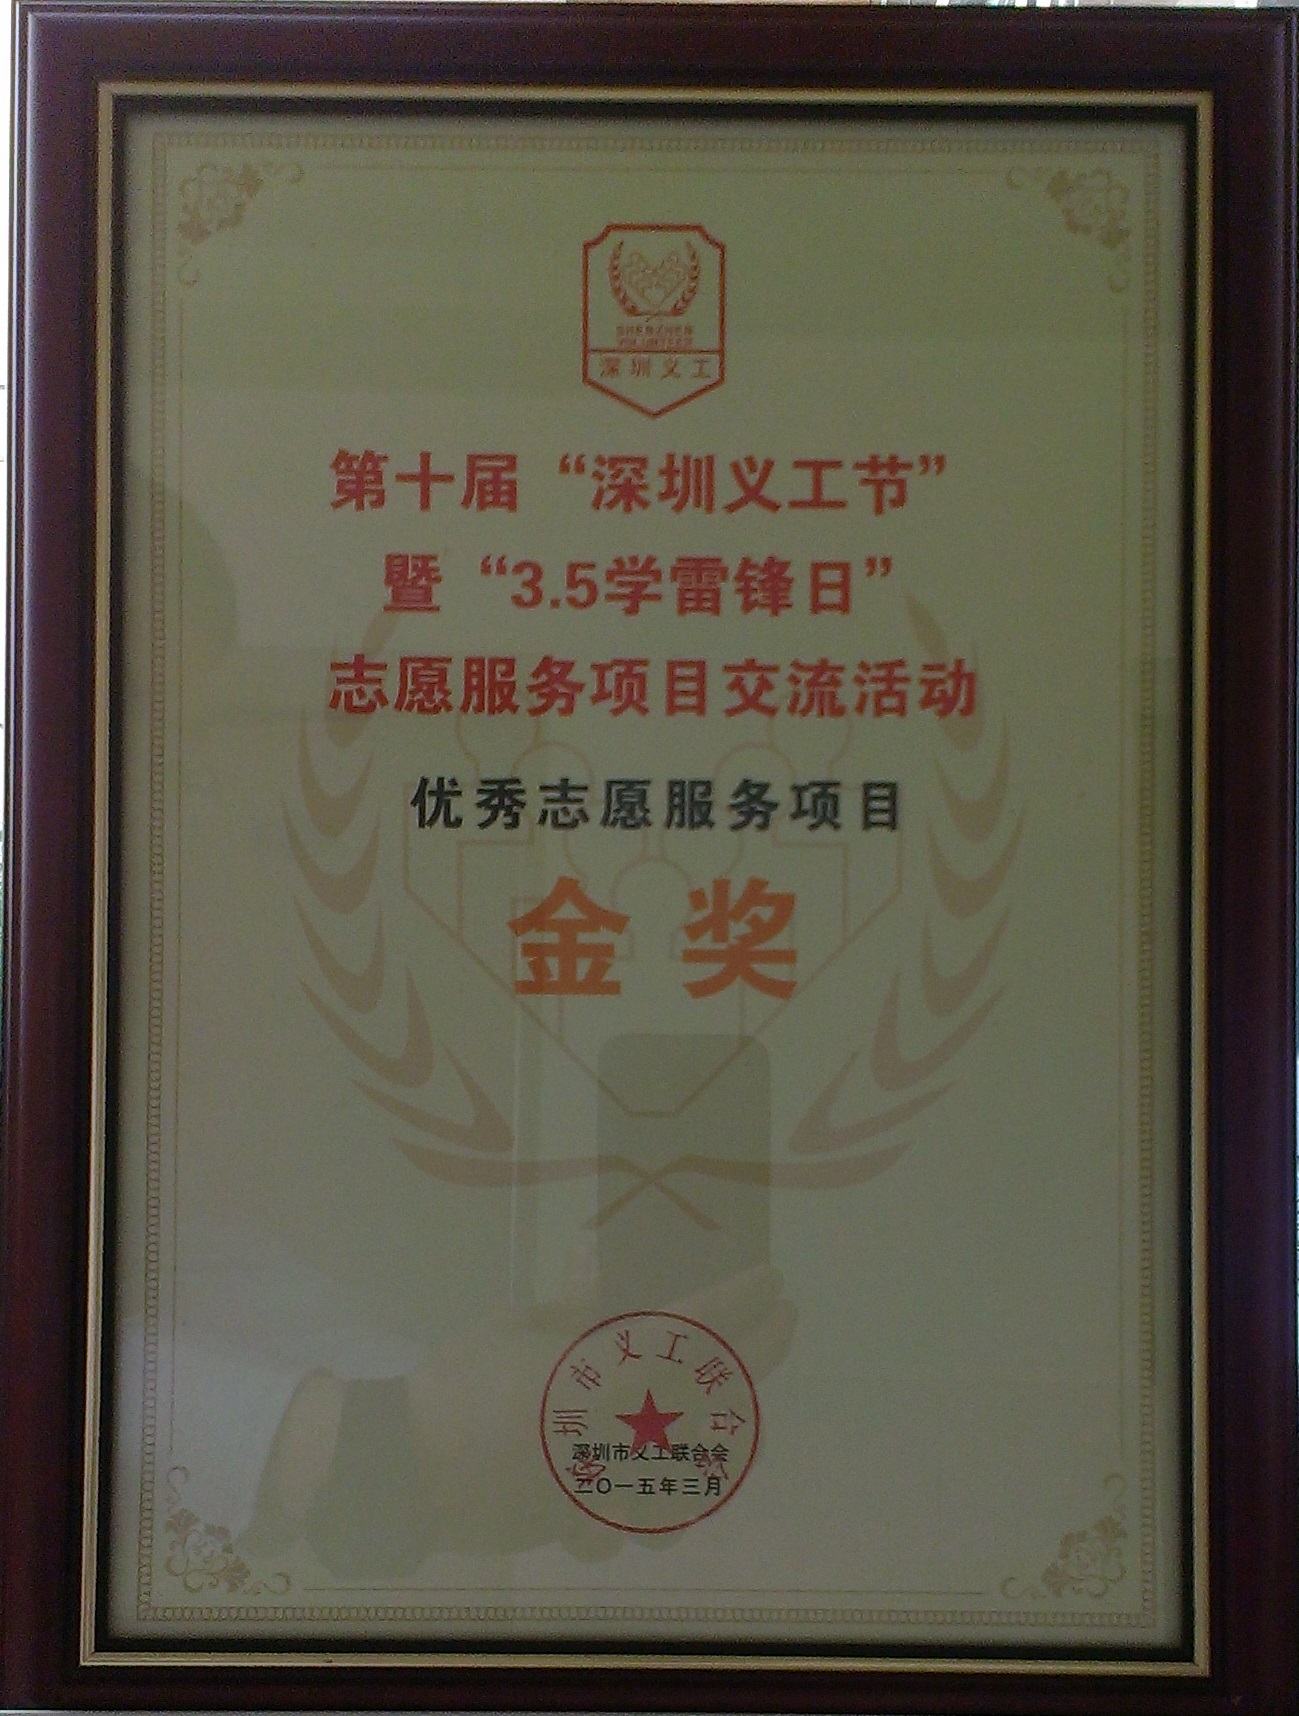 SHENZHEN
VOLUNTEER
深圳义工
第十届“深圳义工节”
暨“3.5学雷锋日”
志愿服务项目交流活动
优秀志愿服务项目
金奖
深圳市义工联合会
深圳市义工联合会
二〇一五年三月